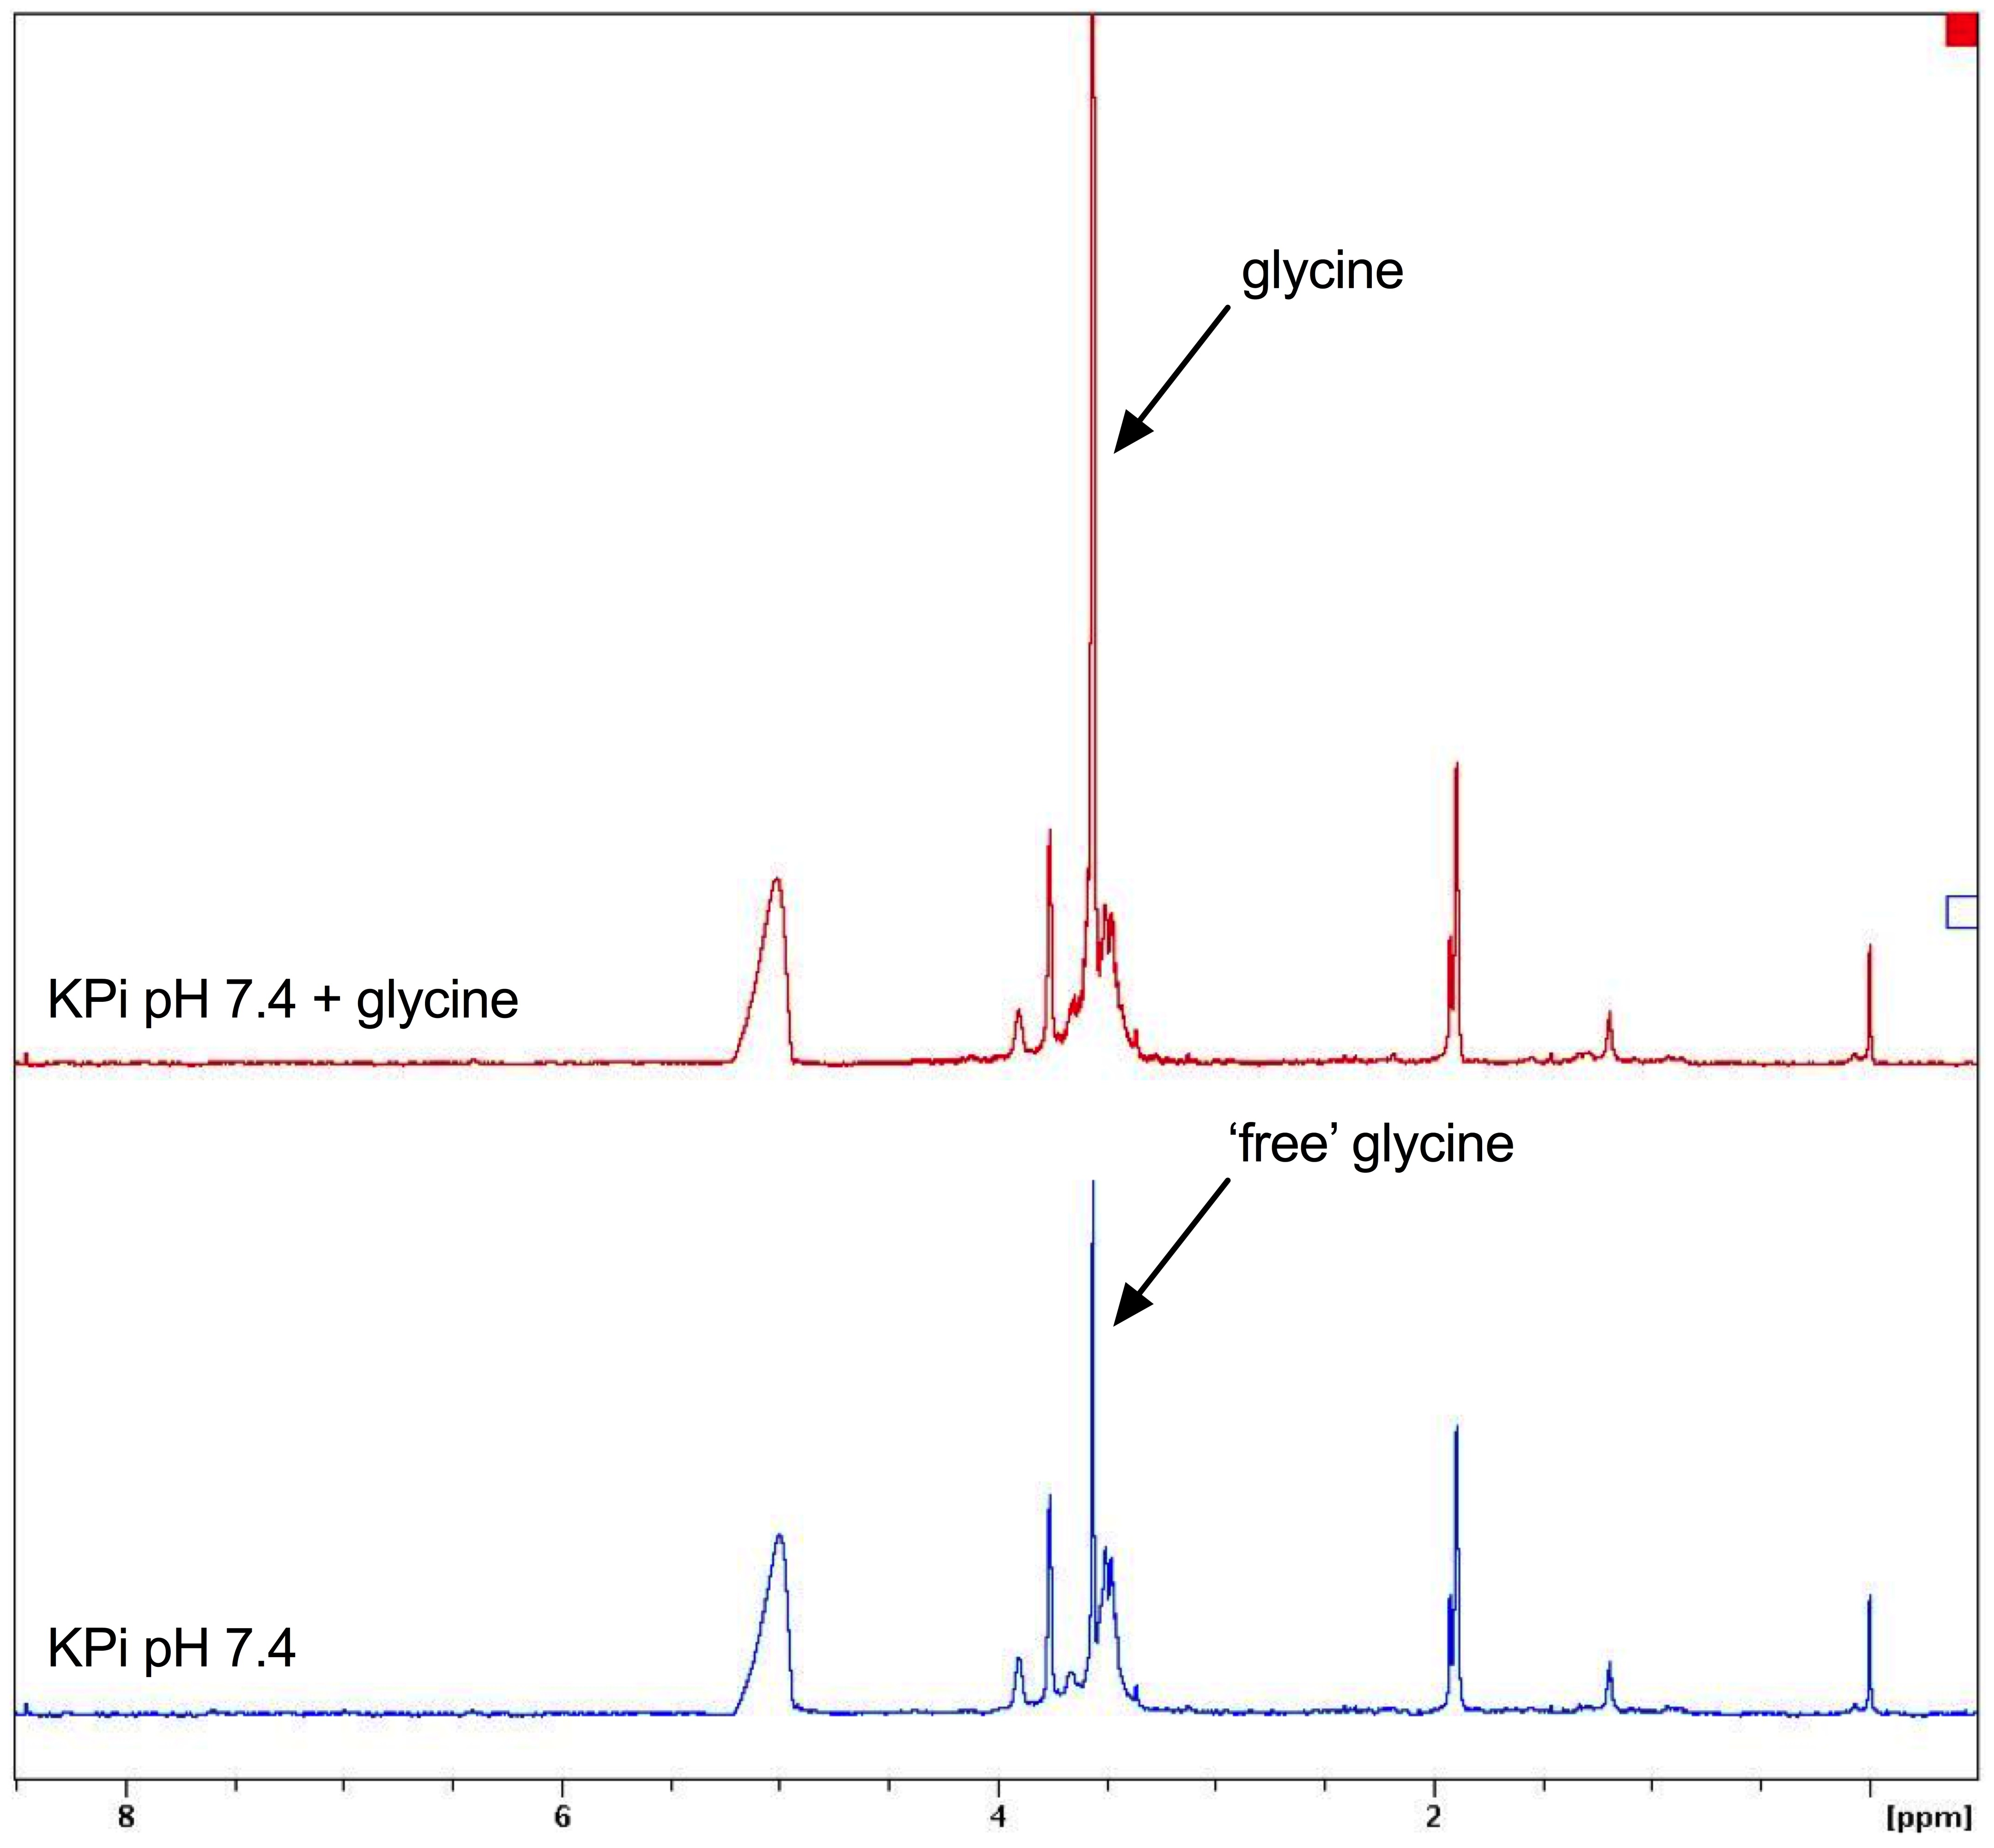 glycine
KPi pH 7.4 + glycine
‘free’ glycine
KPi pH 7.4
8 6 4 2 [ppm]